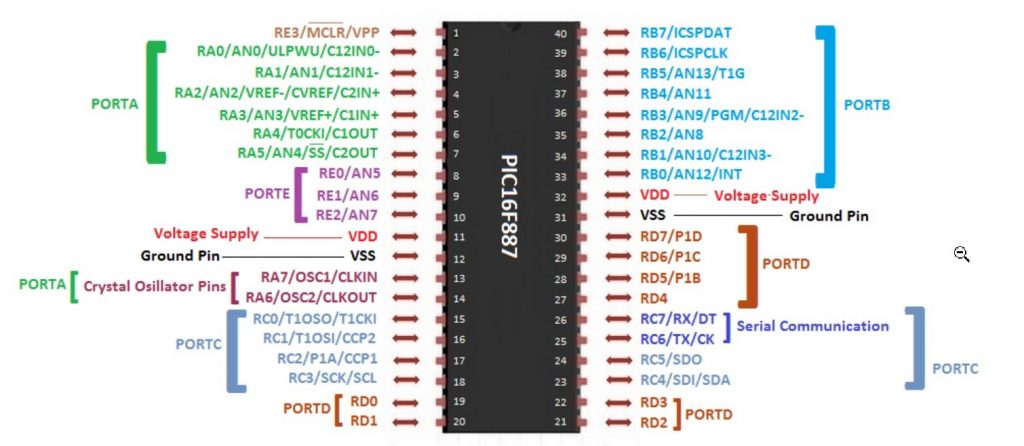 RE3/MCLR/VPP 1
RA0/AN0/ULPWU/C12IN0- 2
RA1/AN1/C12IN1- 3
RA2/AN2/VREF-/CVREF/C2IN+ 4
RA3/AN3/VREF+/C1IN+ 5
RA4/T0CKI/C1OUT 6
RA5/AN4/SS/C2OUT 7
PORTA
RE0/AN5 8
RE1/AN6 9
RE2/AN7 10
PORTE
Voltage Supply VDD 11
Ground Pin VSS 12
PORTA Crystal Osillator Pins
RA7/OSC1/CLKIN 13
RA6/OSC2/CLKOUT 14
RC0/T1OSO/T1CKI 15
RC1/T1OSI/CCP2 16
RC2/P1A/CCP1 17
RC3/SCK/SCL 18
PORTC
RD0 19
RD1 20
PORTD
PIC16F887
40 RB7/ICSPDAT
39 RB6/ICSPCLK
38 RB5/AN13/T1G
37 RB4/AN11
36 RB3/AN9/PGM/C12IN2-
35 RB2/AN8
34 RB1/AN10/C12IN3-
33 RB0/AN12/INT
PORTB
32 VDD Voltage Supply
31 VSS Ground Pin
30 RD7/P1D
29 RD6/P1C
28 RD5/P1B
27 RD4
PORTD
26 RC7/RX/DT
25 RC6/TX/CK
Serial Communication
24 RC5/SDO
23 RC4/SDI/SDA
PORTC
22 RD3
21 RD2
PORTD